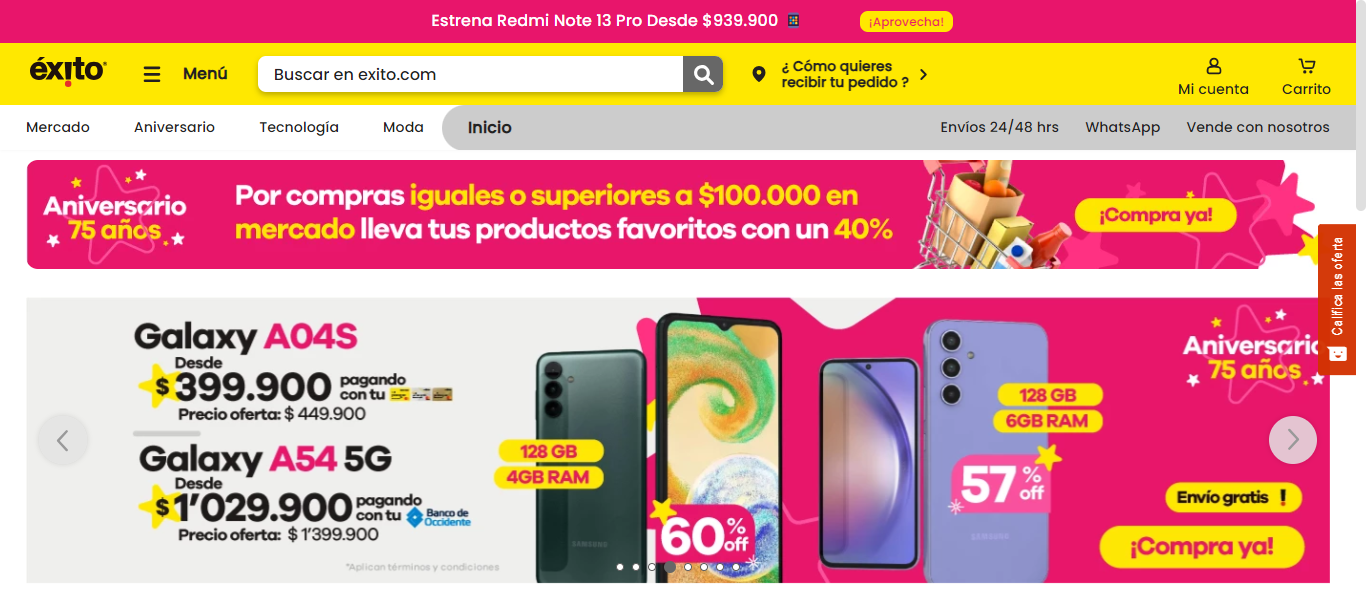 Estrena Redmi Note 13 Pro Desde $939.900
¡Aprovecha!
éxito
Menú
Buscar en exito.com
¿ Cómo quieres
recibir tu pedido ?
Mi cuenta
Carrito
Mercado
Aniversario
Tecnología
Moda
Inicio
Envíos 24/48 hrs
WhatsApp
Vende con nosotros
Aniversario
75 años
Por compras iguales o superiores a $100.000 en
mercado lleva tus productos favoritos con un 40%
¡Compra ya!
Califica las oferta
Galaxy A04S
Desde
$399.900 pagando
con tu
Precio oferta: $ 449.900
Galaxy A54 5G
Desde
$1’029.900 pagando
con tu Banco de
Occidente
Precio oferta: $ 1’399.900
*Aplican términos y condiciones
128 GB
4GB RAM
SAMSUNG
60% off
128 GB
6GB RAM
57% off
SAMSUNG
Aniversario
75 años
Envío gratis !
¡Compra ya!